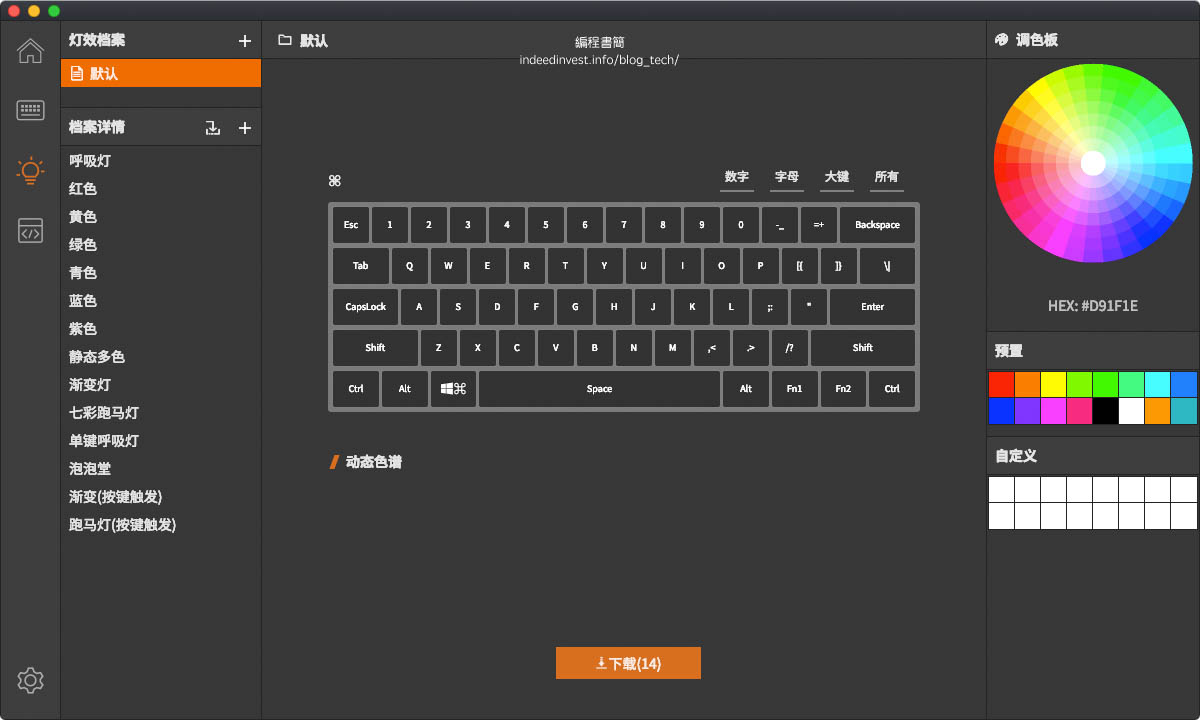 灯效档案
默认
档案详情
呼吸灯
红色
黄色
绿色
青色
蓝色
紫色
静态多色
渐变灯
七彩跑马灯
单键呼吸灯
泡泡堂
渐变(按键触发)
跑马灯(按键触发)
默认
编程書簡
indeedinvest.info/blog_tech/
⌘
数字 字母 大键 所有
Esc 1 2 3 4 5 6 7 8 9 0 -_ =+ Backspace
Tab Q W E R T Y U I O P [{ ]} \|
CapsLock A S D F G H J K L ;: " Enter
Shift Z X C V B N M ,< .> /? Shift
Ctrl Alt ⌘ Space Alt Fn1 Fn2 Ctrl
动态色谱
下载(14)
调色板
HEX: #D91F1E
预置
自定义